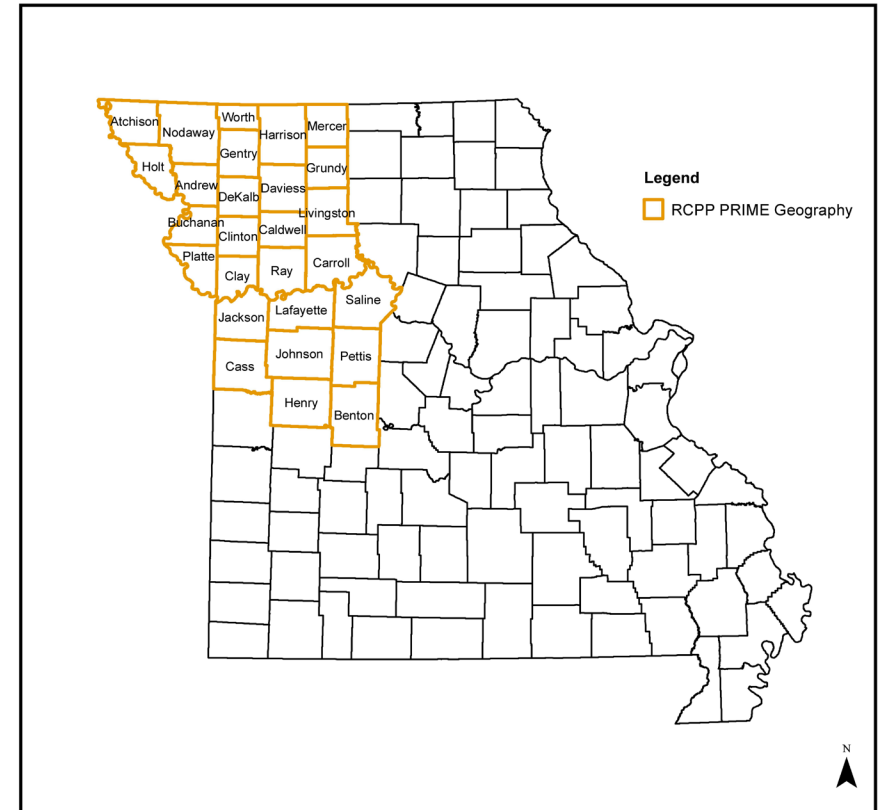 Atchison
Nodaway
Worth
Harrison
Mercer
Holt
Gentry
Grundy
Andrew
DeKalb
Daviess
Livingston
Buchanan
Clinton
Caldwell
Platte
Clay
Ray
Carroll
Jackson
Lafayette
Saline
Cass
Johnson
Pettis
Henry
Benton
Legend
RCPP PRIME Geography
N